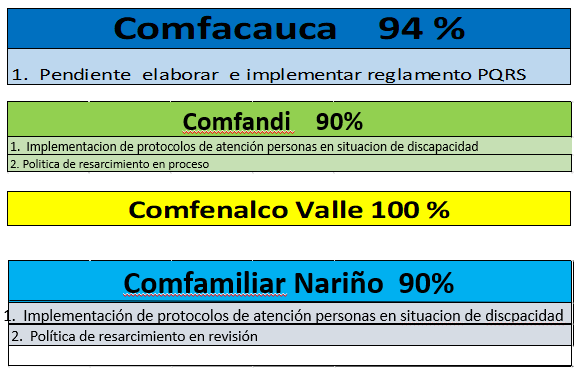 Comfacauca 94 %
1. Pendiente elaborar e implementar reglamento PQRS
Comfandi 90%
1. Implementacion de protocolos de atención personas en situacion de discapacidad
2. Politica de resarcimiento en proceso
Comfenalco Valle 100 %
Comfamiliar Nariño 90%
1. Implementación de protocolos de atención personas en situacion de discpacidad
2. Política de resarcimiento en revisión